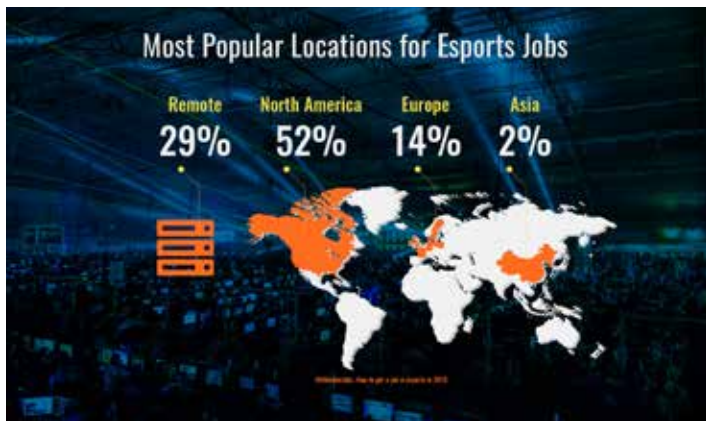 Most Popular Locations for Esports Jobs
Remote
29%
North America
52%
Europe
14%
Asia
2%